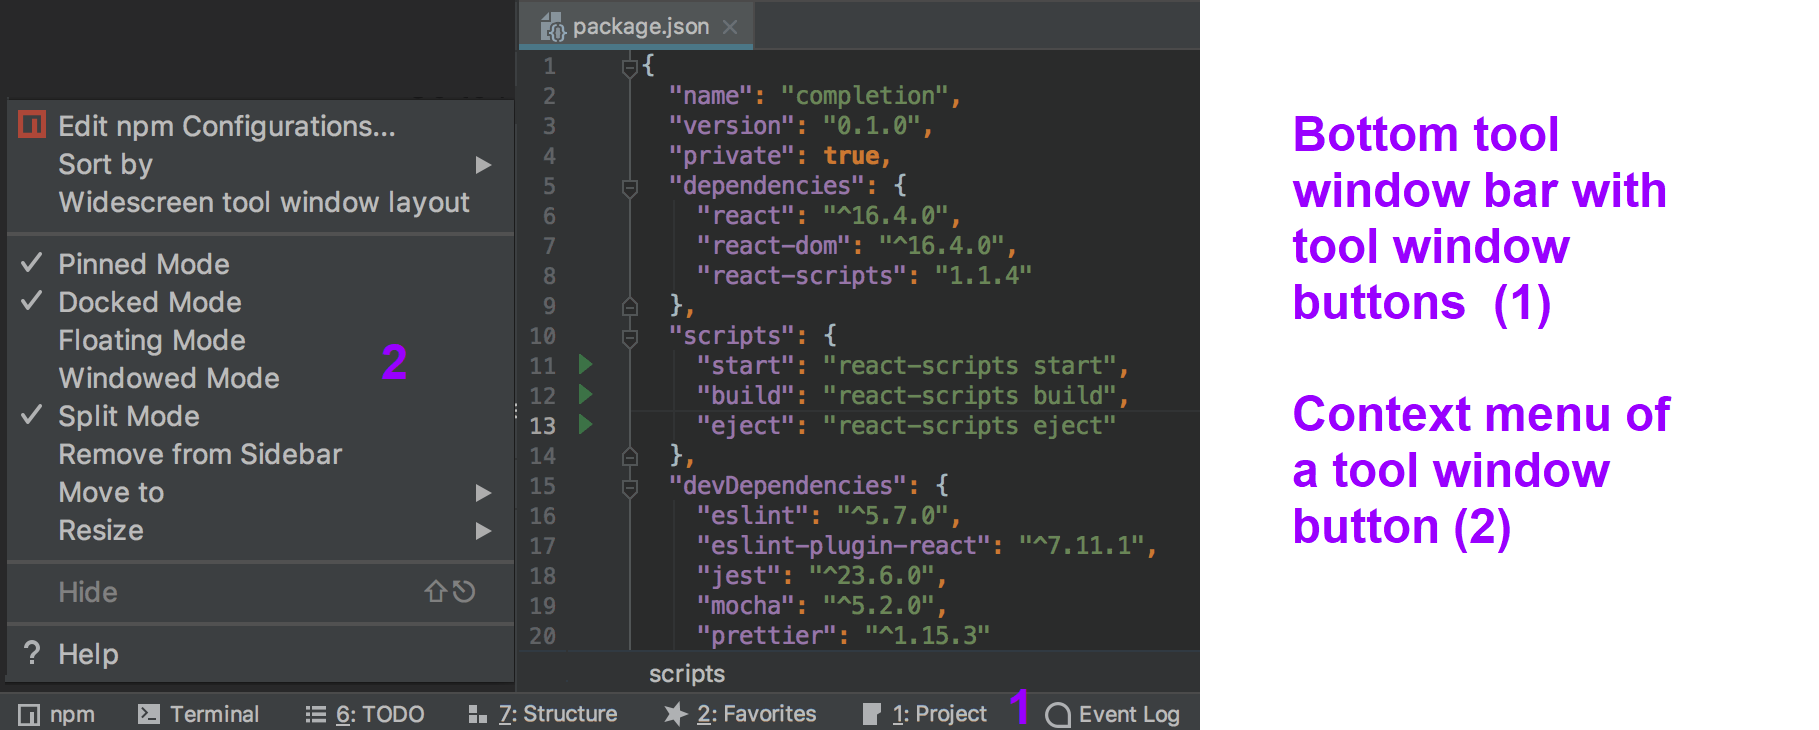 package.json
Edit npm Configurations...
Sort by
Widescreen tool window layout
Pinned Mode
Docked Mode
Floating Mode
Windowed Mode
Split Mode
Remove from Sidebar
Move to
Resize
Hide
? Help
2
1 {
2 "name": "completion",
3 "version": "0.1.0",
4 "private": true,
5 "dependencies": {
6 "react": "^16.4.0",
7 "react-dom": "^16.4.0",
8 "react-scripts": "1.1.4"
9 },
10 "scripts": {
11 "start": "react-scripts start",
12 "build": "react-scripts build",
13 "eject": "react-scripts eject"
14 },
15 "devDependencies": {
16 "eslint": "^5.7.0",
17 "eslint-plugin-react": "^7.11.1",
18 "jest": "^23.6.0",
19 "mocha": "^5.2.0",
20 "prettier": "^1.15.3"
scripts
npm Terminal 6: TODO 7: Structure 2: Favorites 1: Project 1 Event Log
Bottom tool
window bar with
tool window
buttons (1)
Context menu of
a tool window
button (2)